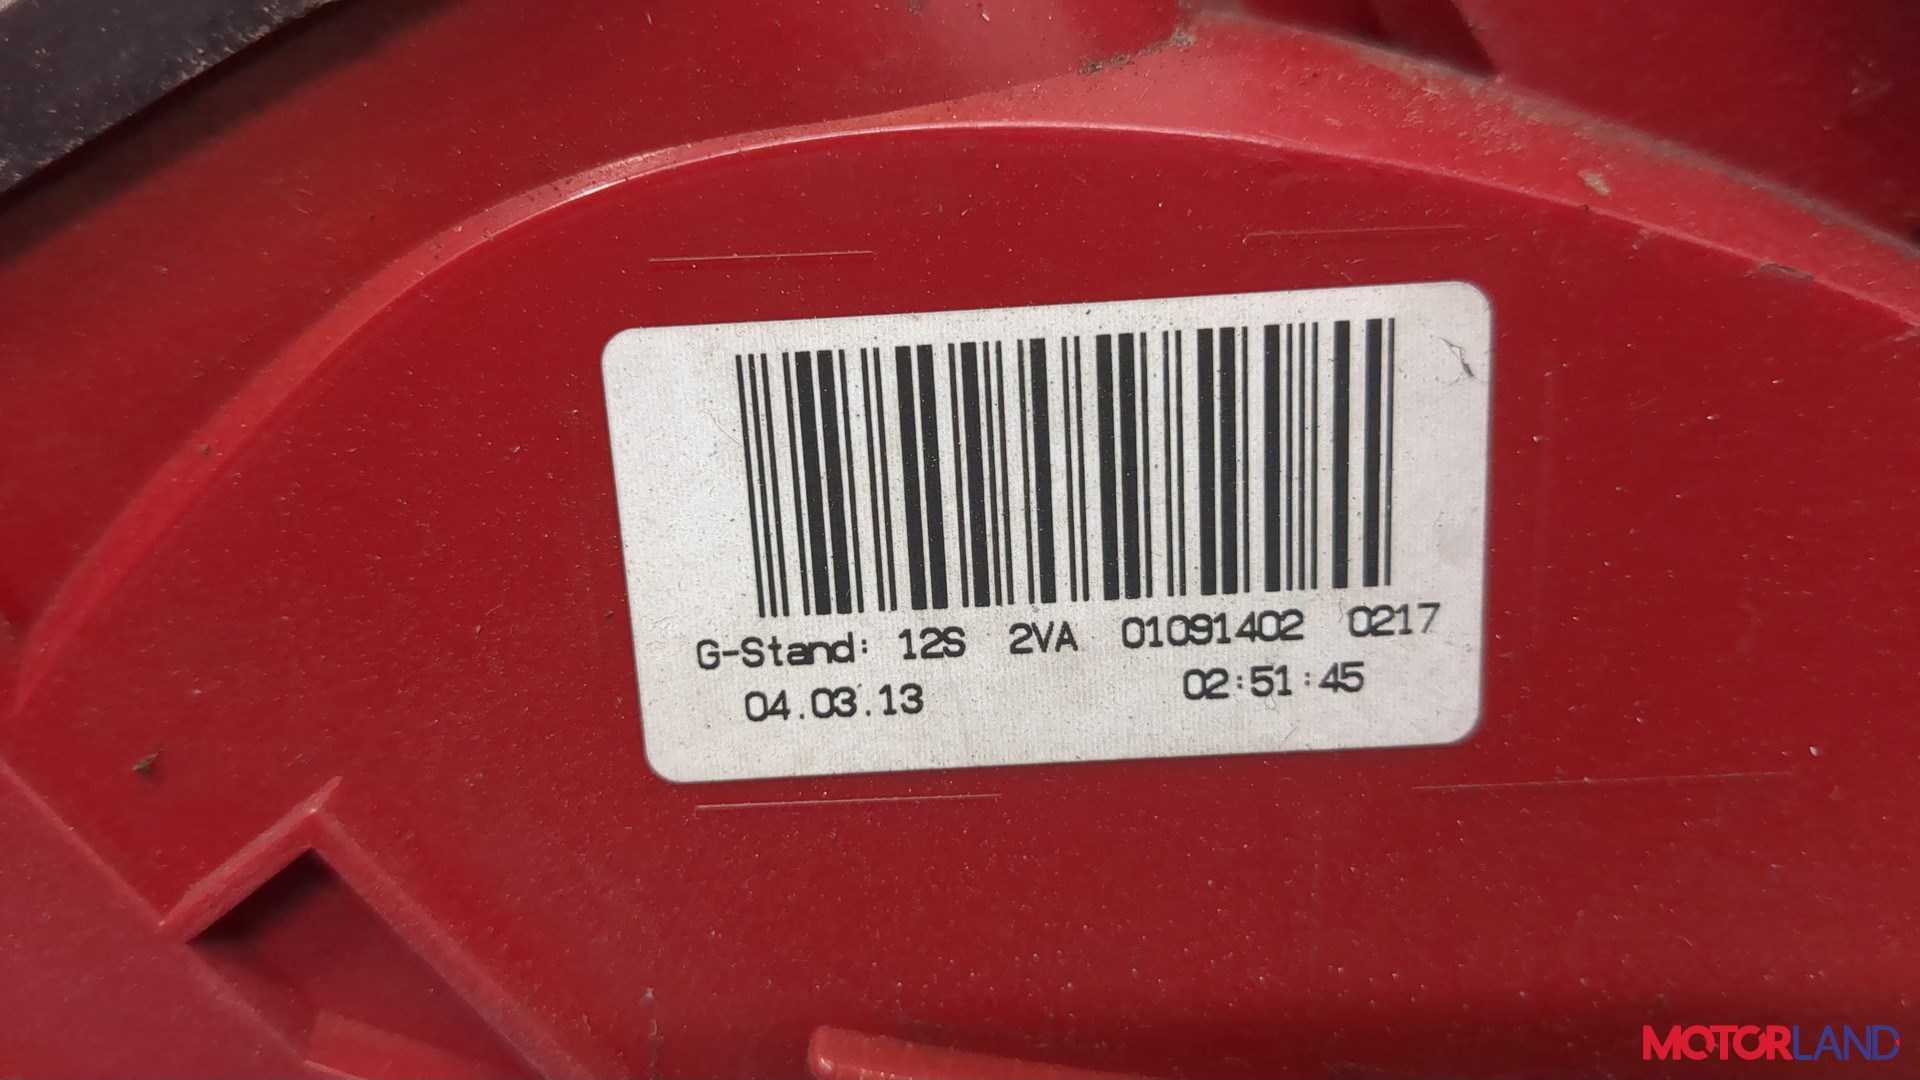 G-Stand: 12S 2VA 01091402 0217
04.03.13 02:51:45
MOTORLAND